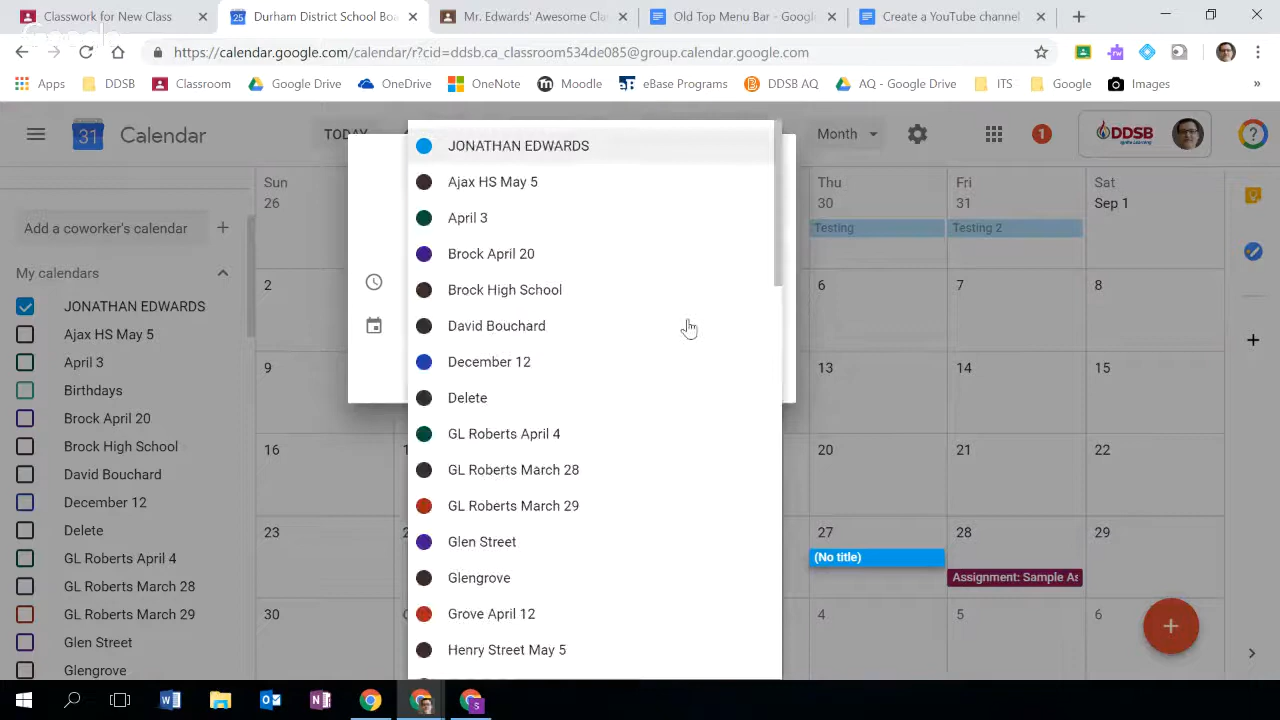 Classwork for New Class
Durham District School Boa
Mr. Edwards' Awesome Cla
Old Top Menu Bar - Google
Create a YouTube channel
https://calendar.google.com/calendar/r?cid=ddsb.ca_classroom534de085@group.calendar.google.com
Apps
DDSB
Classroom
Google Drive
OneDrive
OneNote
Moodle
eBase Programs
DDSB AQ
AQ - Google Drive
ITS
Google
Images
»
31
Calendar
TODAY
Month
1
DDSB
Ignite Learning
Add a coworker's calendar
My calendars
JONATHAN EDWARDS
Ajax HS May 5
April 3
Birthdays
Brock April 20
Brock High School
David Bouchard
December 12
Delete
GL Roberts April 4
GL Roberts March 28
GL Roberts March 29
Glen Street
Glengrove
JONATHAN EDWARDS
Ajax HS May 5
April 3
Brock April 20
Brock High School
David Bouchard
December 12
Delete
GL Roberts April 4
GL Roberts March 28
GL Roberts March 29
Glen Street
Glengrove
Grove April 12
Henry Street May 5
Sun
Thu
Fri
Sat
26
30
31
Sep 1
Testing
Testing 2
2
6
7
8
9
13
14
15
16
20
21
22
23
27
28
29
(No title)
Assignment: Sample As
30
4
5
6